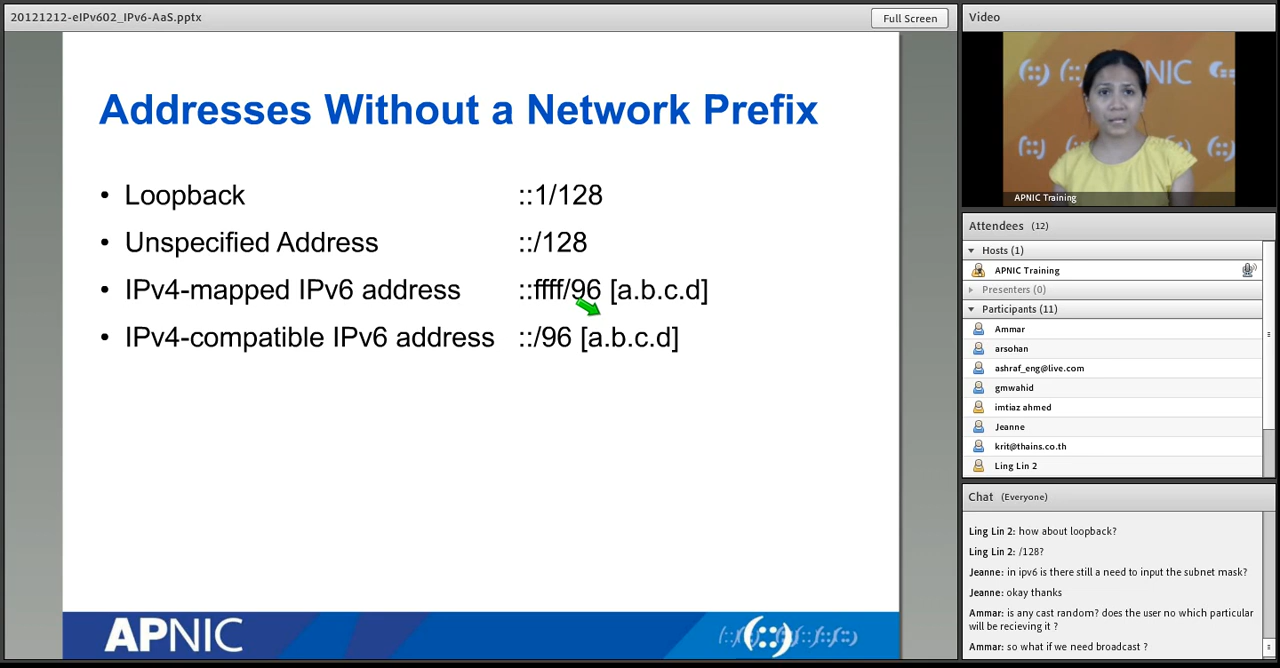 20121212-eIPv602_IPv6-AaS.pptx
Full Screen
Addresses Without a Network Prefix
• Loopback ::1/128
• Unspecified Address ::/128
• IPv4-mapped IPv6 address ::ffff/96 [a.b.c.d]
• IPv4-compatible IPv6 address ::/96 [a.b.c.d]
APNIC
Video
NIC
APNIC Training
Attendees (12)
Hosts (1)
APNIC Training
Presenters (0)
Participants (11)
Ammar
arsohan
ashraf_eng@live.com
gmwahid
imtiaz ahmed
Jeanne
krit@thains.co.th
Ling Lin 2
Chat (Everyone)
Ling Lin 2: how about loopback?
Ling Lin 2: /128?
Jeanne: in ipv6 is there still a need to input the subnet mask?
Jeanne: okay thanks
Ammar: is any cast random? does the user no which particular
will be recieving it ?
Ammar: so what if we need broadcast ?